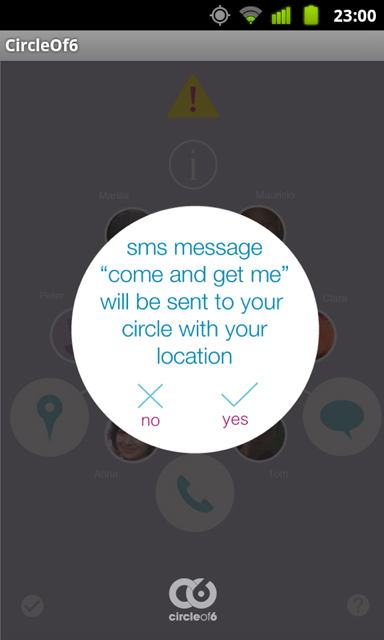 23:00
CircleOf6
!
i
Mauricio
Peter
Clara
sms message
“come and get me”
will be sent to your
circle with your
location
no
yes
Anna
Tom
circleof6
?